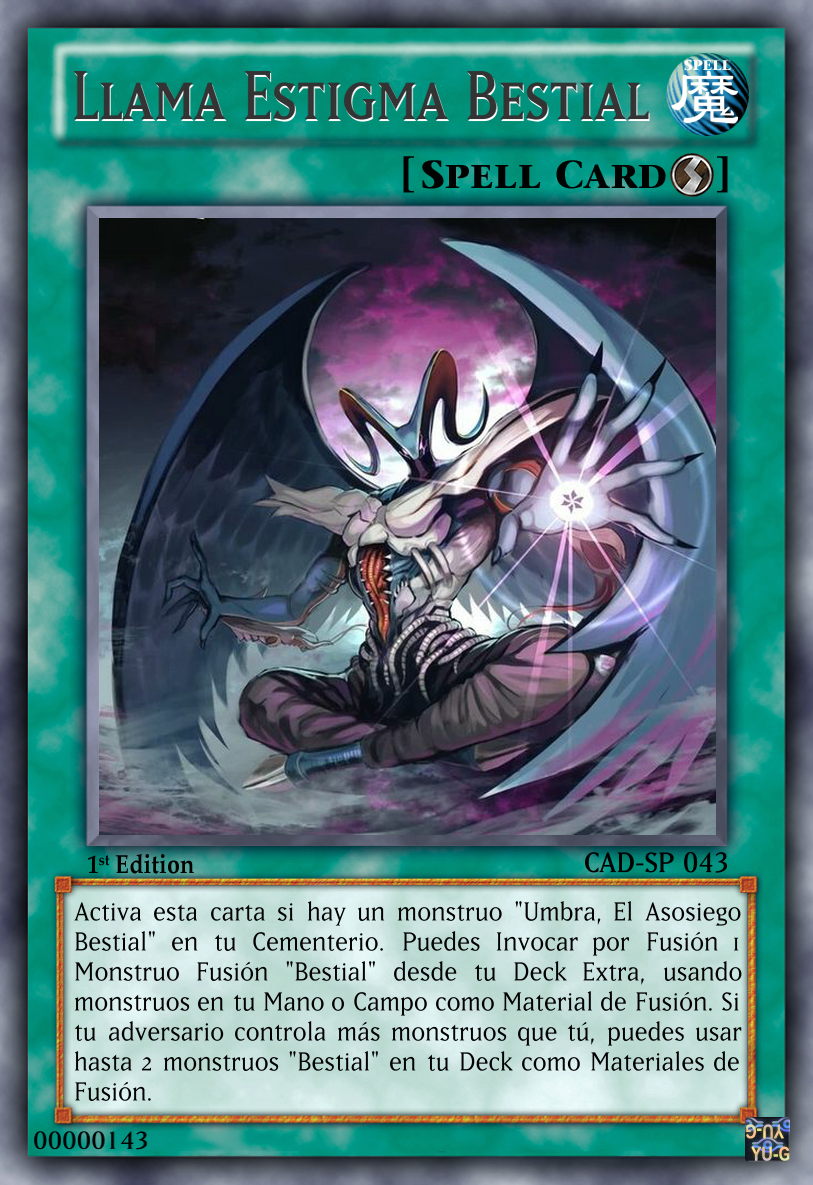 Llama Estigma Bestial
SPELL
魔
[Spell Card]
1st Edition
CAD-SP 043
Activa esta carta si hay un monstruo "Umbra, El Asosiego
Bestial" en tu Cementerio. Puedes Invocar por Fusión 1
Monstruo Fusión "Bestial" desde tu Deck Extra, usando
monstruos en tu Mano o Campo como Material de Fusión. Si
tu adversario controla más monstruos que tú, puedes usar
hasta 2 monstruos "Bestial" en tu Deck como Materiales de
Fusión.
00000143
YU-G
YU-G